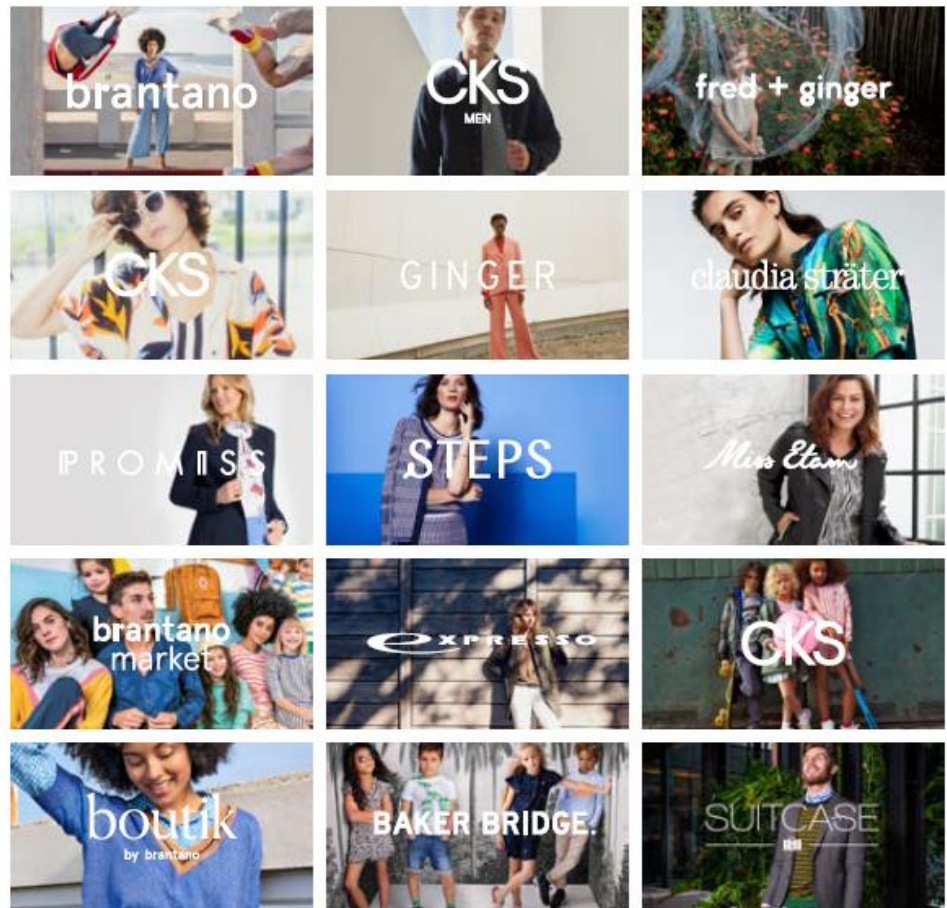 brantano
CKS
MEN
fred + ginger
CKS
GINGER
claudia sträter
PROMISS
STEPS
Miss Etam
brantano
market
expresso
CKS
boutik
by brantano
BAKER BRIDGE.
SUITCASE